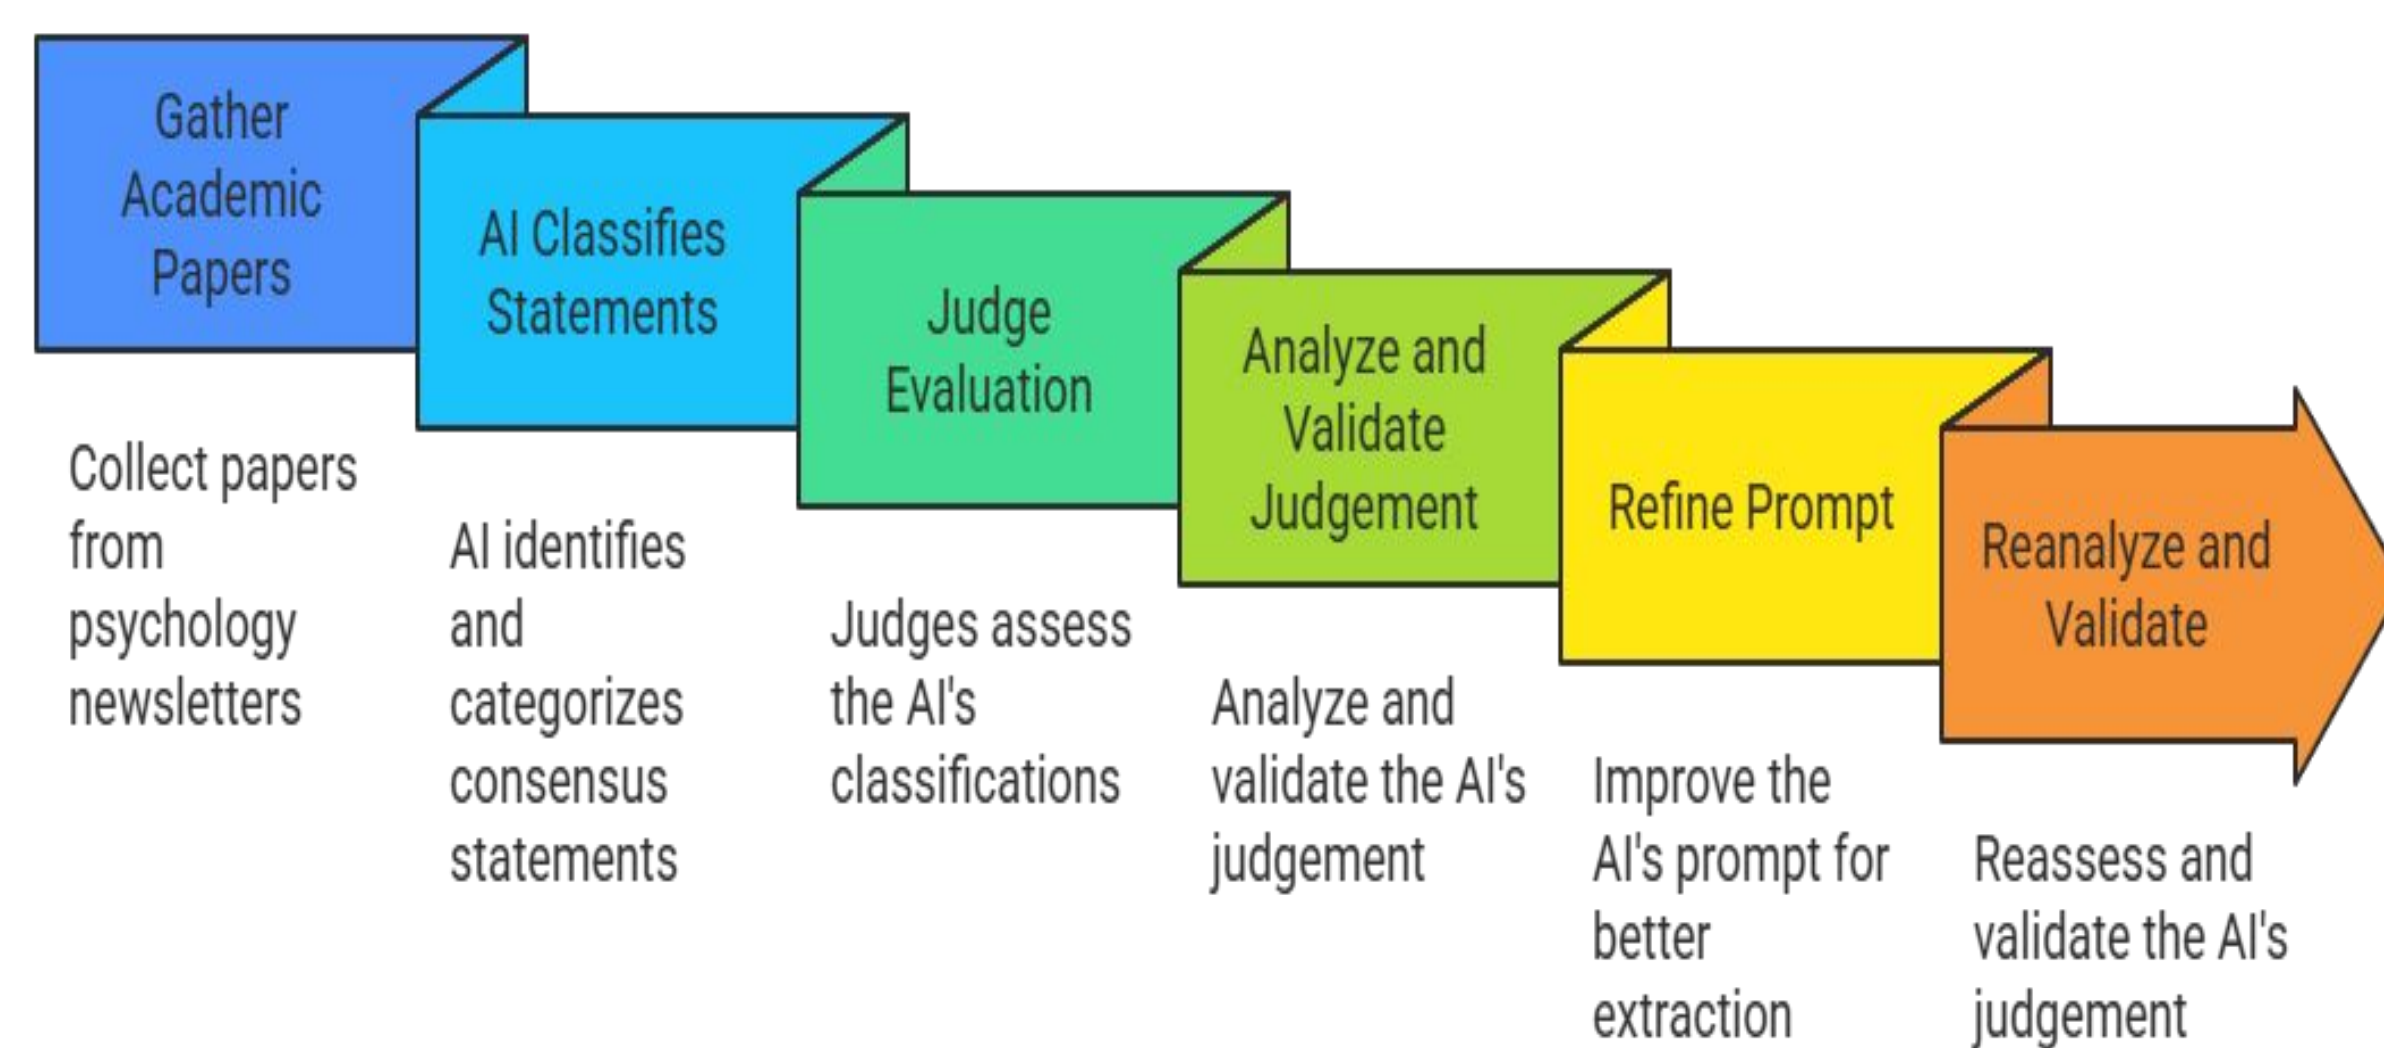 Gather
Academic
Papers
Collect papers
from
psychology
newsletters
AI Classifies
Statements
AI identifies
and
categorizes
consensus
statements
Judge
Evaluation
Judges assess
the AI's
classifications
Analyze and
Validate
Judgement
Analyze and
validate the AI's
judgement
Refine Prompt
Improve the
AI's prompt for
better
extraction
Reanalyze and
Validate
Reassess and
validate the AI's
judgement